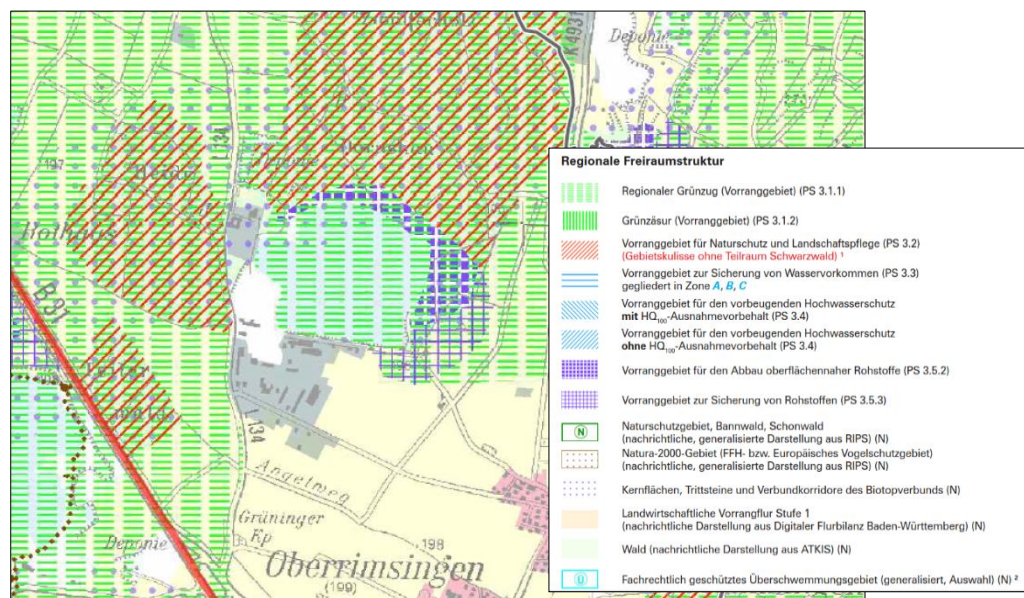 K 4931
Deponie
L 134
197
Rothaus
B 31
L 134
Angelweg
Grüninger
Kp
198
Oberrimsingen
(199)
Deponie
Regionale Freiraumstruktur
Regionaler Grünzug (Vorranggebiet) (PS 3.1.1)
Grünzäsur (Vorranggebiet) (PS 3.1.2)
Vorranggebiet für Naturschutz und Landschaftspflege (PS 3.2)
(Gebietskulisse ohne Teilraum Schwarzwald) ¹
Vorranggebiet zur Sicherung von Wasservorkommen (PS 3.3)
gegliedert in Zone A, B, C
Vorranggebiet für den vorbeugenden Hochwasserschutz
mit HQ₁₀₀-Ausnahmevorbehalt (PS 3.4)
Vorranggebiet für den vorbeugenden Hochwasserschutz
ohne HQ₁₀₀-Ausnahmevorbehalt (PS 3.4)
Vorranggebiet für den Abbau oberflächennaher Rohstoffe (PS 3.5.2)
Vorranggebiet zur Sicherung von Rohstoffen (PS 3.5.3)
N
Naturschutzgebiet, Bannwald, Schonwald
(nachrichtliche, generalisierte Darstellung aus RIPS) (N)
Natura-2000-Gebiet (FFH- bzw. Europäisches Vogelschutzgebiet)
(nachrichtliche, generalisierte Darstellung aus RIPS) (N)
Kernflächen, Trittsteine und Verbundkorridore des Biotopverbunds (N)
Landwirtschaftliche Vorrangflur Stufe 1
(nachrichtliche Darstellung aus Digitaler Flurbilanz Baden-Württemberg) (N)
Wald (nachrichtliche Darstellung aus ATKIS) (N)
Ü
Fachrechtlich geschütztes Überschwemmungsgebiet (generalisiert, Auswahl) (N) ²